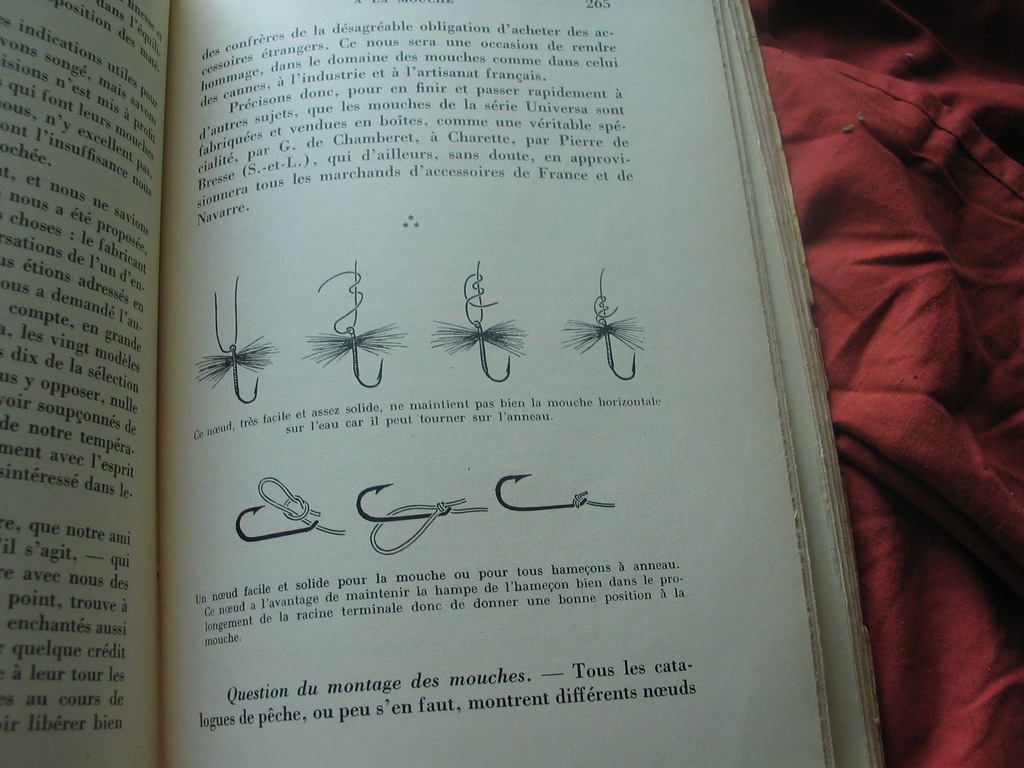 position des
es indications utiles pour
vons songé, mais savons
isions n'est mis à profit
s qui font leurs mouches
nous, n'y excellent pas,
ont l'insuffisance nous
ochée.
at, et nous ne savions
nous a été proposée,
s choses : le fabricant
rsations de l'un d'en-
us étions adressés en
ous a demandé l'au-
compte, en grande
a, les vingt modèles
s dix de la sélection
us y opposer, nulle
voir soupçonnés de
de notre tempéra-
ment avec l'esprit
sintéressé dans le-
re, que notre ami
'il s'agit, — qui
re avec nous des
point, trouve à
enchantés aussi
r quelque crédit
e à leur tour les
es au cours de
oir libérer bien
A LA MOUCHE 265
des confrères de la désagréable obligation d'acheter des ac-
cessoires étrangers. Ce nous sera une occasion de rendre
hommage, dans le domaine des mouches comme dans celui
des cannes, à l'industrie et à l'artisanat français.
Précisons donc, pour en finir et passer rapidement à
d'autres sujets, que les mouches de la série Universa sont
fabriquées et vendues en boîtes, comme une véritable spé-
cialité, par G. de Chamberet, à Charette, par Pierre de
Bresse (S.-et-L.), qui d'ailleurs, sans doute, en approvi-
sionnera tous les marchands d'accessoires de France et de
Navarre.
Ce nœud, très facile et assez solide, ne maintient pas bien la mouche horizontale
sur l'eau car il peut tourner sur l'anneau.
Un nœud facile et solide pour la mouche ou pour tous hameçons à anneau.
Ce nœud a l'avantage de maintenir la hampe de l'hameçon bien dans le pro-
longement de la racine terminale donc de donner une bonne position à la
mouche.
Question du montage des mouches. — Tous les cata-
logues de pêche, ou peu s'en faut, montrent différents nœuds